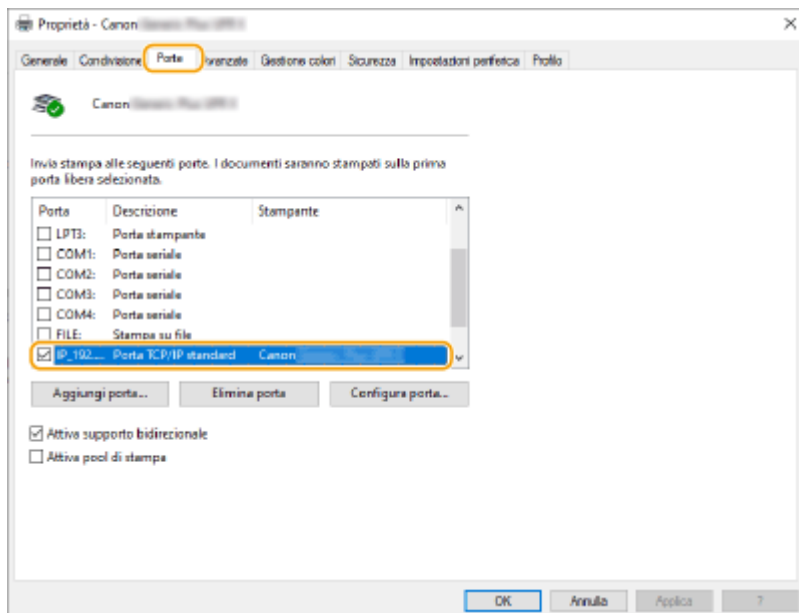 Proprietà - Canon
Generale Condivisione Porte Avanzate Gestione colori Sicurezza Impostazioni periferica Profilo
Canon
Invia stampa alle seguenti porte. I documenti saranno stampati sulla prima
porta libera selezionata.
Porta Descrizione Stampante
LPT3: Porta stampante
COM1: Porta seriale
COM2: Porta seriale
COM3: Porta seriale
COM4: Porta seriale
FILE: Stampa su file
IP_192.... Porta TCP/IP standard Canon
Aggiungi porta... Elimina porta Configura porta...
Attiva supporto bidirezionale
Attiva pool di stampa
OK Annulla Applica ?